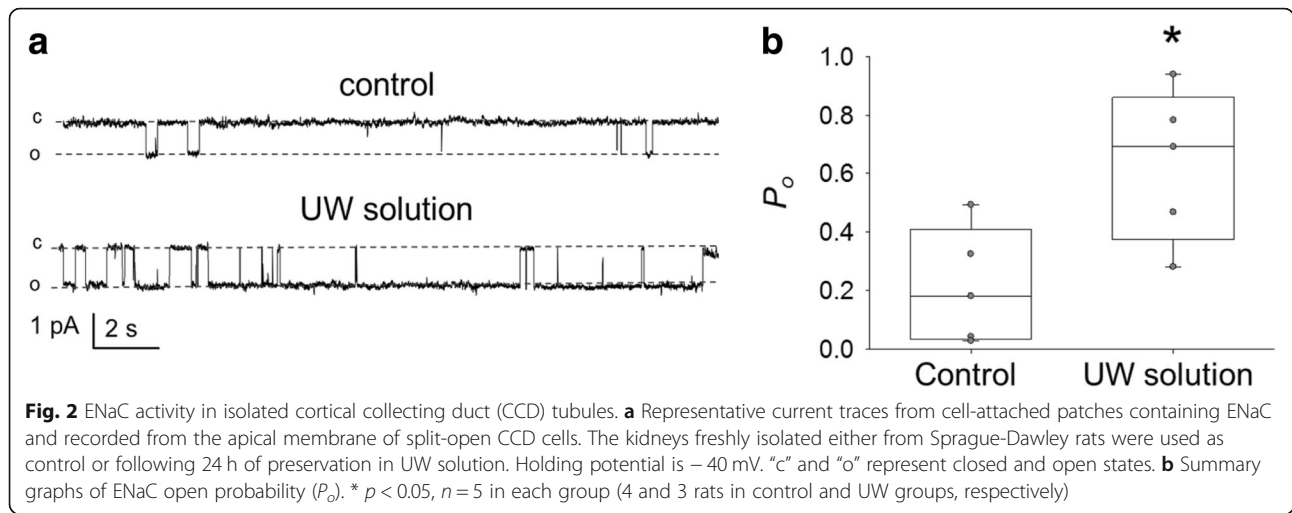 a
control
c
o
UW solution
c
o
1 pA
2 s
b
*
1.0
0.8
0.6
0.4
0.2
0.0
Po
Control
UW solution
Fig. 2 ENaC activity in isolated cortical collecting duct (CCD) tubules. a Representative current traces from cell-attached patches containing ENaC
and recorded from the apical membrane of split-open CCD cells. The kidneys freshly isolated either from Sprague-Dawley rats were used as
control or following 24 h of preservation in UW solution. Holding potential is − 40 mV. “c” and “o” represent closed and open states. b Summary
graphs of ENaC open probability (Po). * p < 0.05, n = 5 in each group (4 and 3 rats in control and UW groups, respectively)